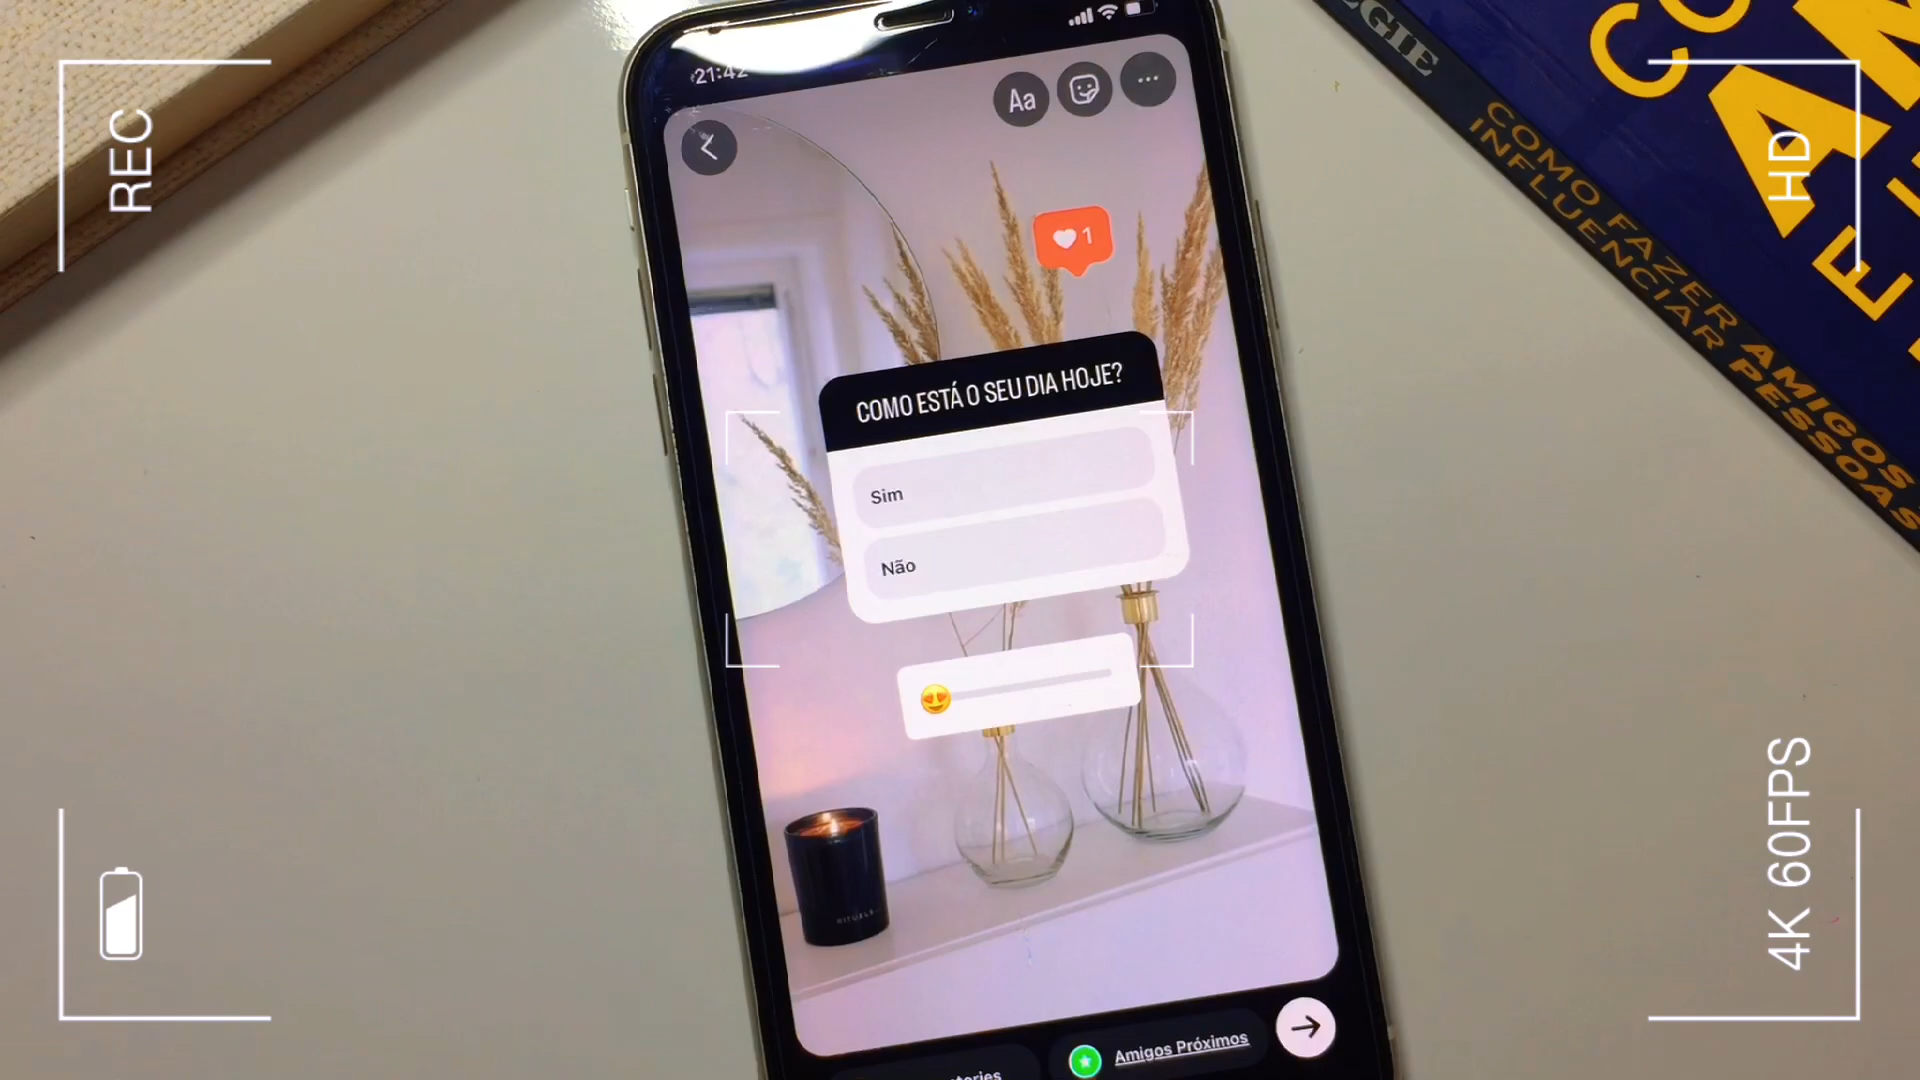 REC
HD
4K 60FPS
21:42
Aa
1
COMO ESTÁ O SEU DIA HOJE?
Sim
Não
RITUALS
Amigos Próximos
COMO FAZER AMIGOS
INFLUENCIAR PESSOAS